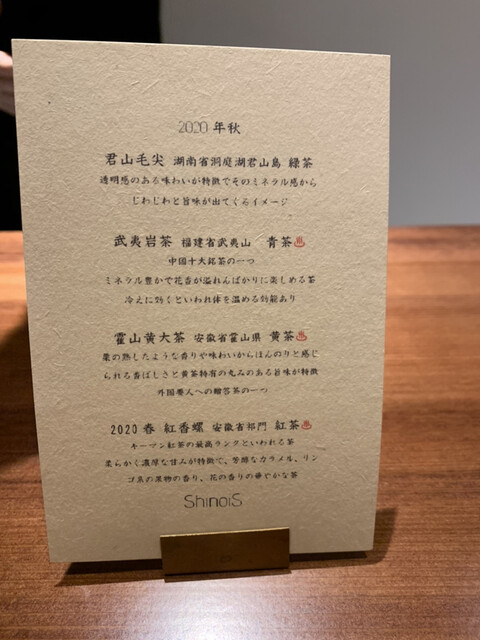 2020 年秋
君山毛尖 湖南省洞庭湖君山島 緑茶
透明感のある味わいが特徴でそのミネラル感から
じわじわと旨味が出てくるイメージ
武夷岩茶 福建省武夷山 青茶♨
中国十大銘茶の一つ
ミネラル豊かで花香が溢れんばかりに楽しめる茶
冷えに効くといわれ体を温める効能あり
霍山黄大茶 安徽省霍山県 黄茶♨
栗の熟したような香りや味わいからほんのりと感じ
られる香ばしさと黄茶特有の丸みのある旨味が特徴
外国要人への贈答茶の一つ
2020 春 紅香螺 安徽省祁門 紅茶♨
キーマン紅茶の最高ランクといわれる茶
柔らかく濃厚な甘みが特徴で、芳醇なカラメル、リン
ゴ系の果物の香り、花の香りの華やかな茶
ShinoiS